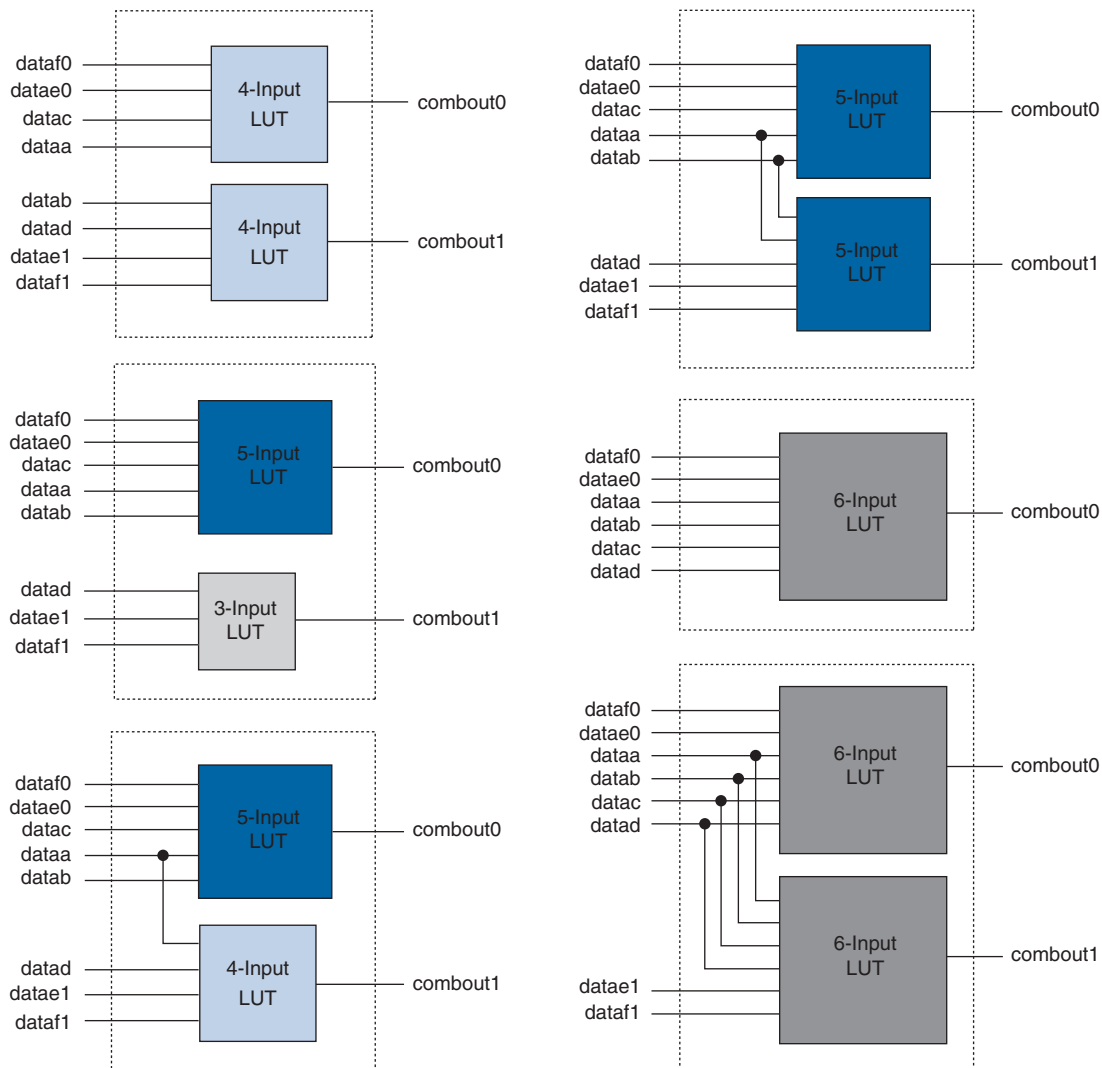 dataf0
datae0
datac
dataa
4-Input
LUT
combout0
datab
datad
datae1
dataf1
4-Input
LUT
combout1
dataf0
datae0
datac
dataa
datab
5-Input
LUT
combout0
datad
datae1
dataf1
3-Input
LUT
combout1
dataf0
datae0
datac
dataa
datab
5-Input
LUT
combout0
datad
datae1
dataf1
4-Input
LUT
combout1
dataf0
datae0
datac
dataa
datab
5-Input
LUT
combout0
datad
datae1
dataf1
5-Input
LUT
combout1
dataf0
datae0
dataa
datab
datac
datad
6-Input
LUT
combout0
dataf0
datae0
dataa
datab
datac
datad
6-Input
LUT
combout0
datae1
dataf1
6-Input
LUT
combout1